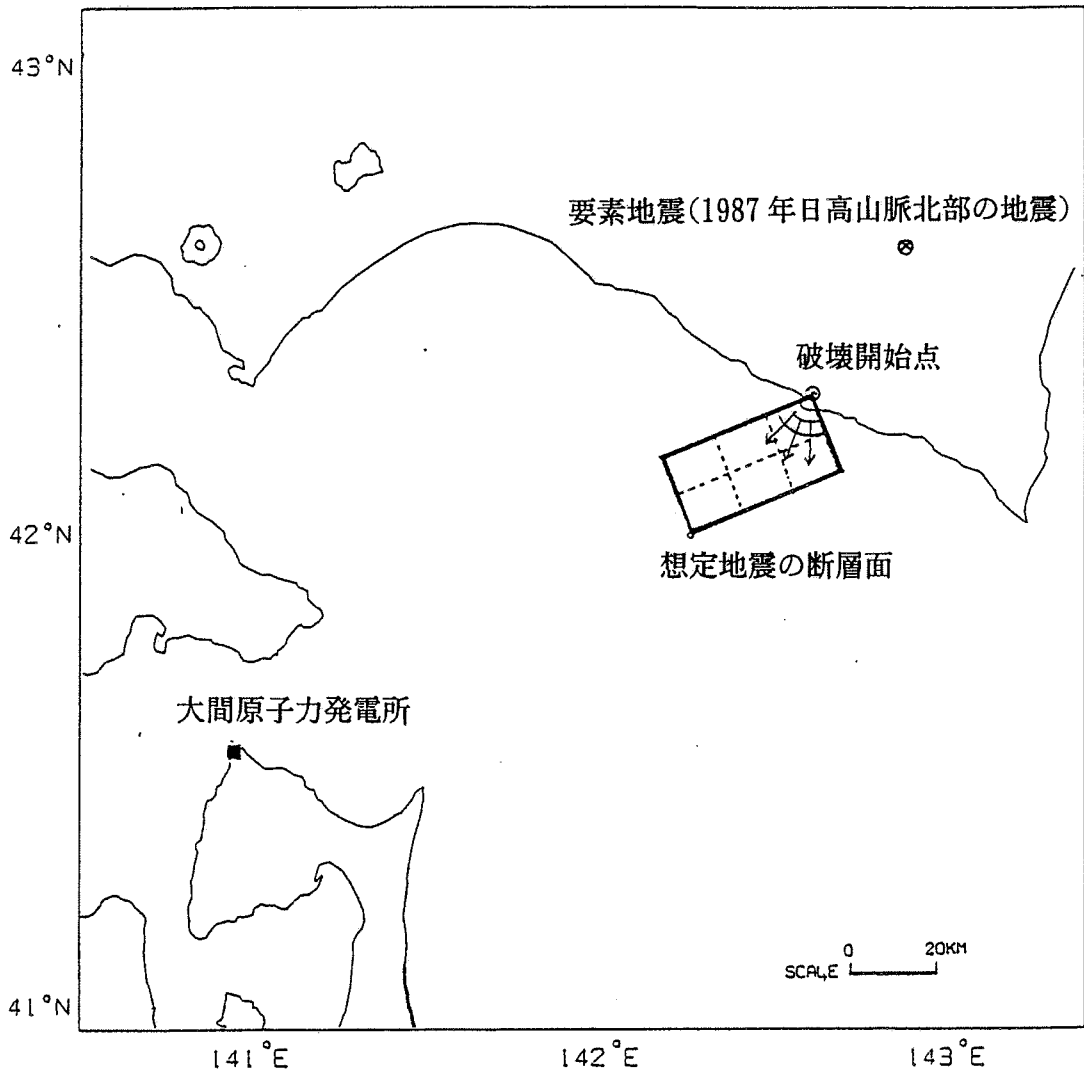 43°N
要素地震(1987年日高山脈北部の地震)
破壊開始点
42°N
想定地震の断層面
大間原子力発電所
0 20KM
SCALE
41°N
141°E 142°E 143°E